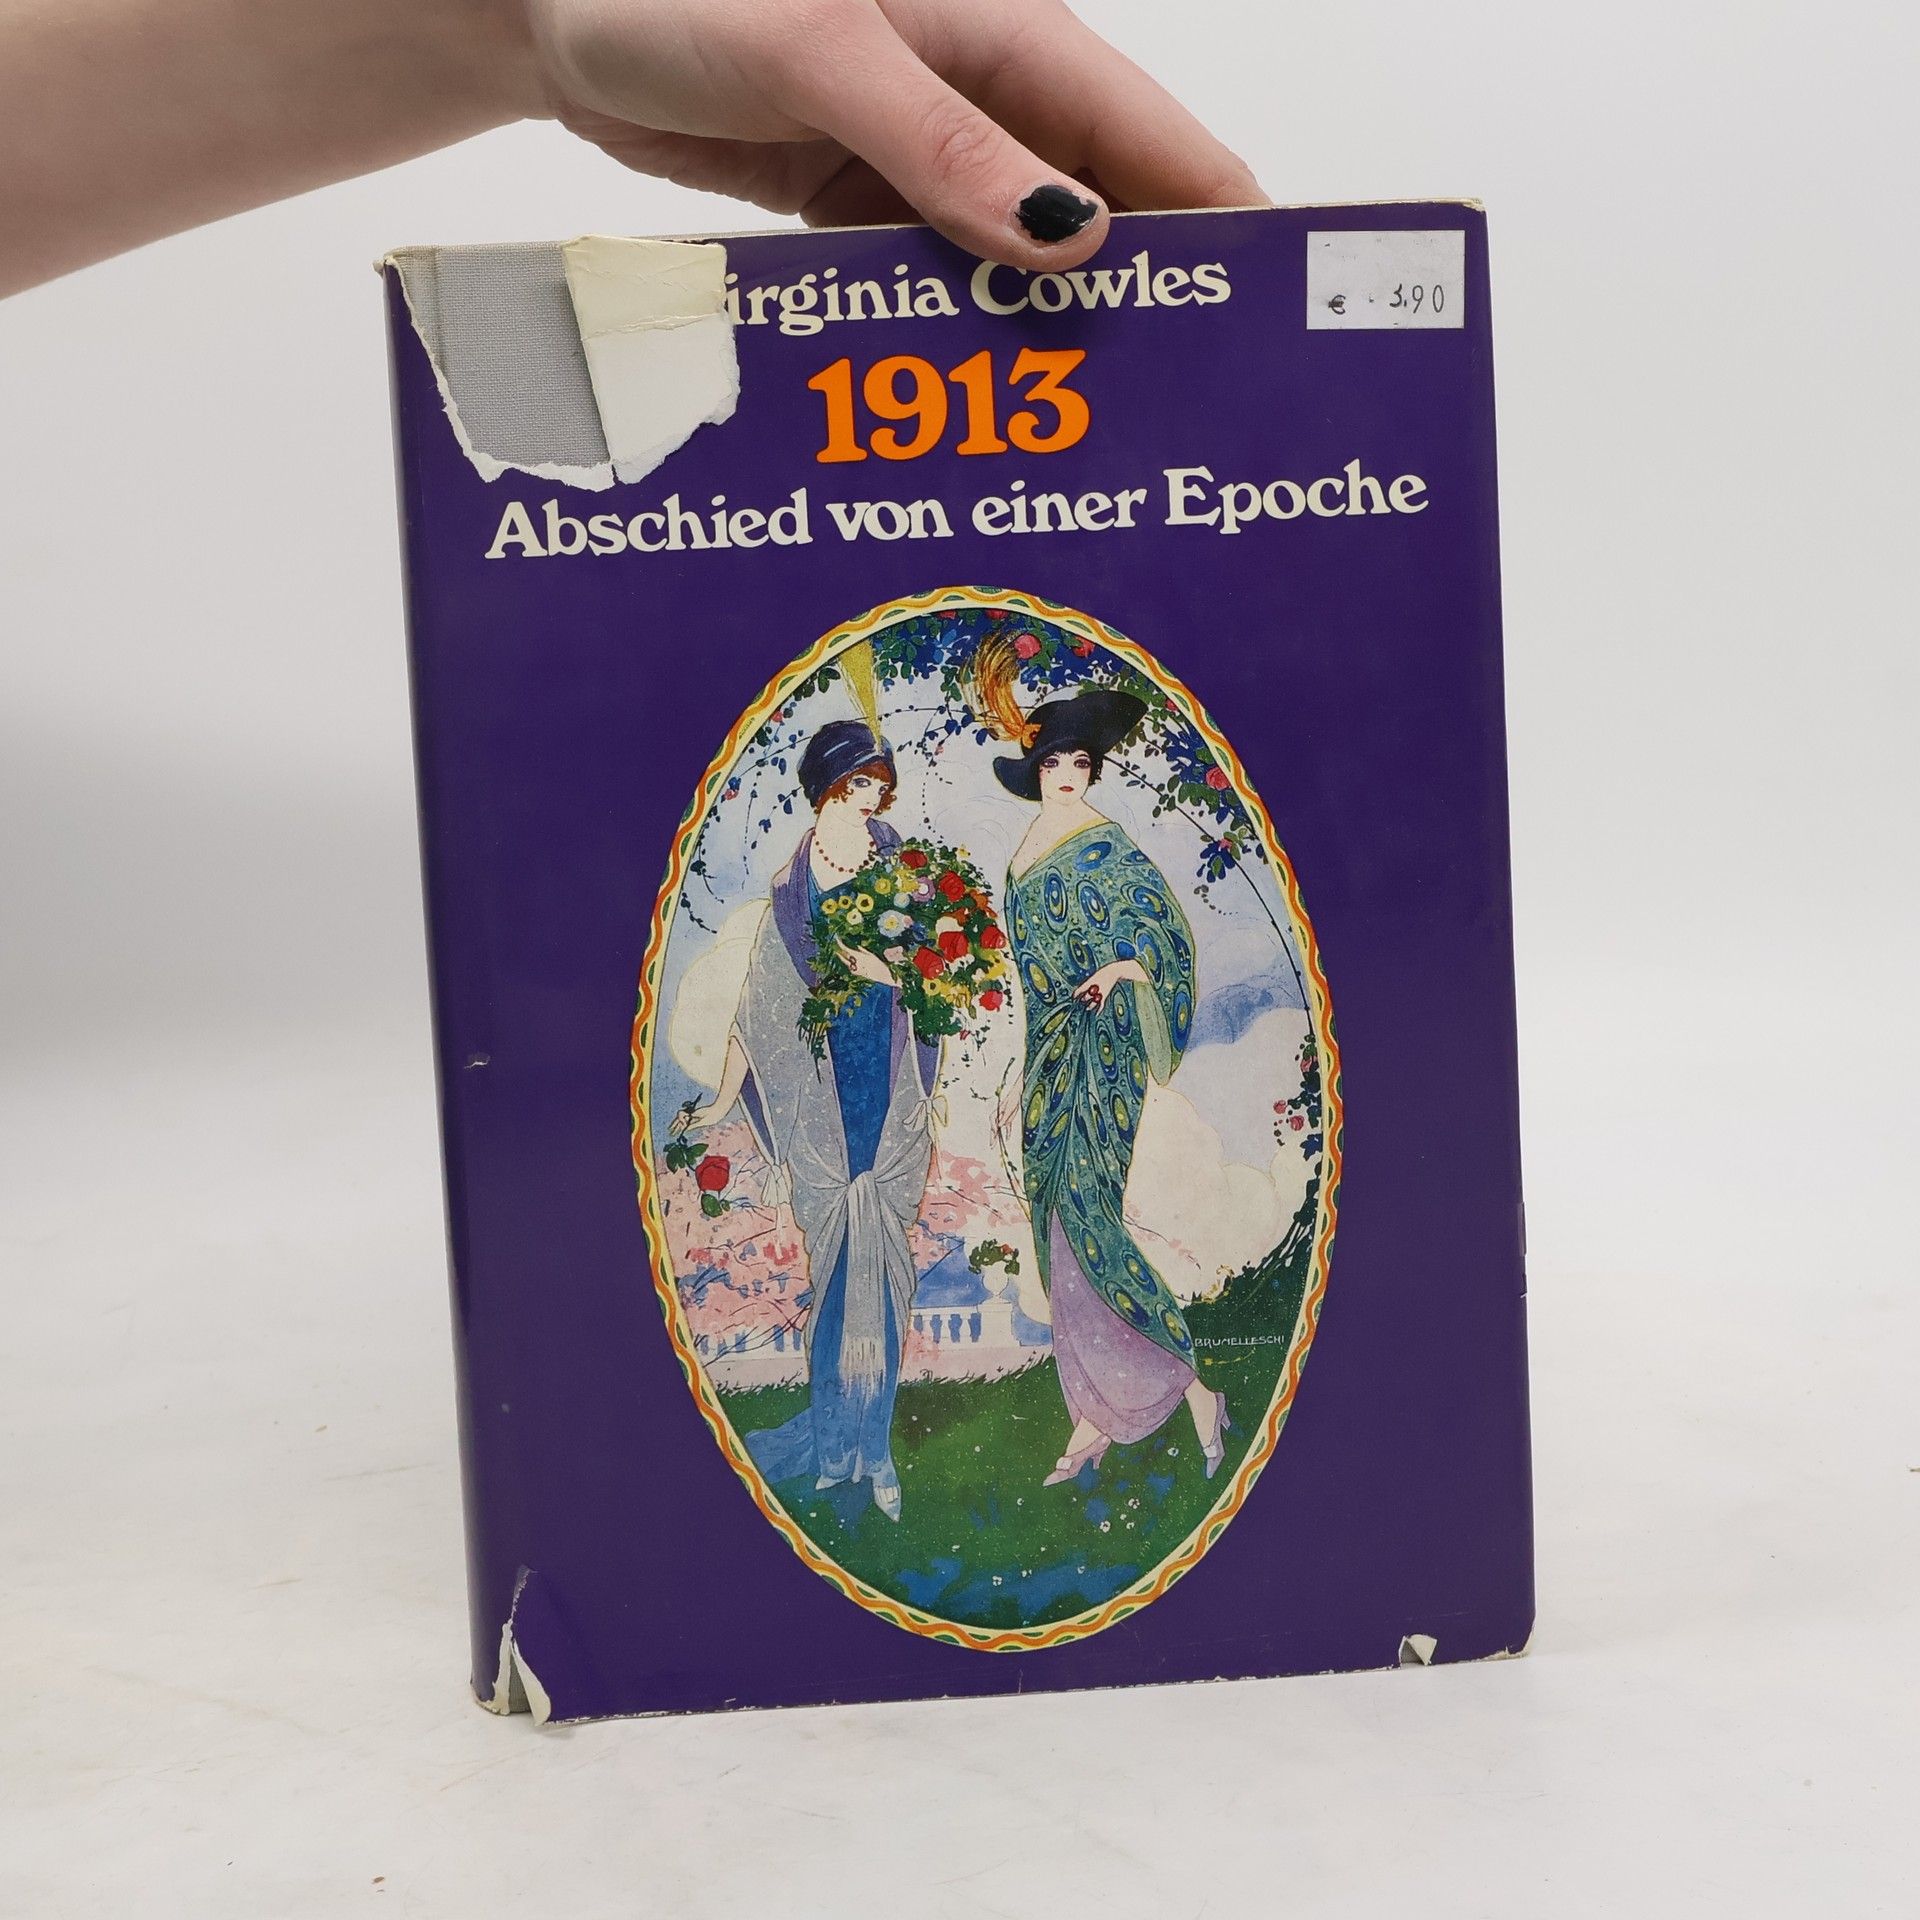 irginia Cowles
€ 3,90
1913
Abschied von einer Epoche
BRUNELLESCHI